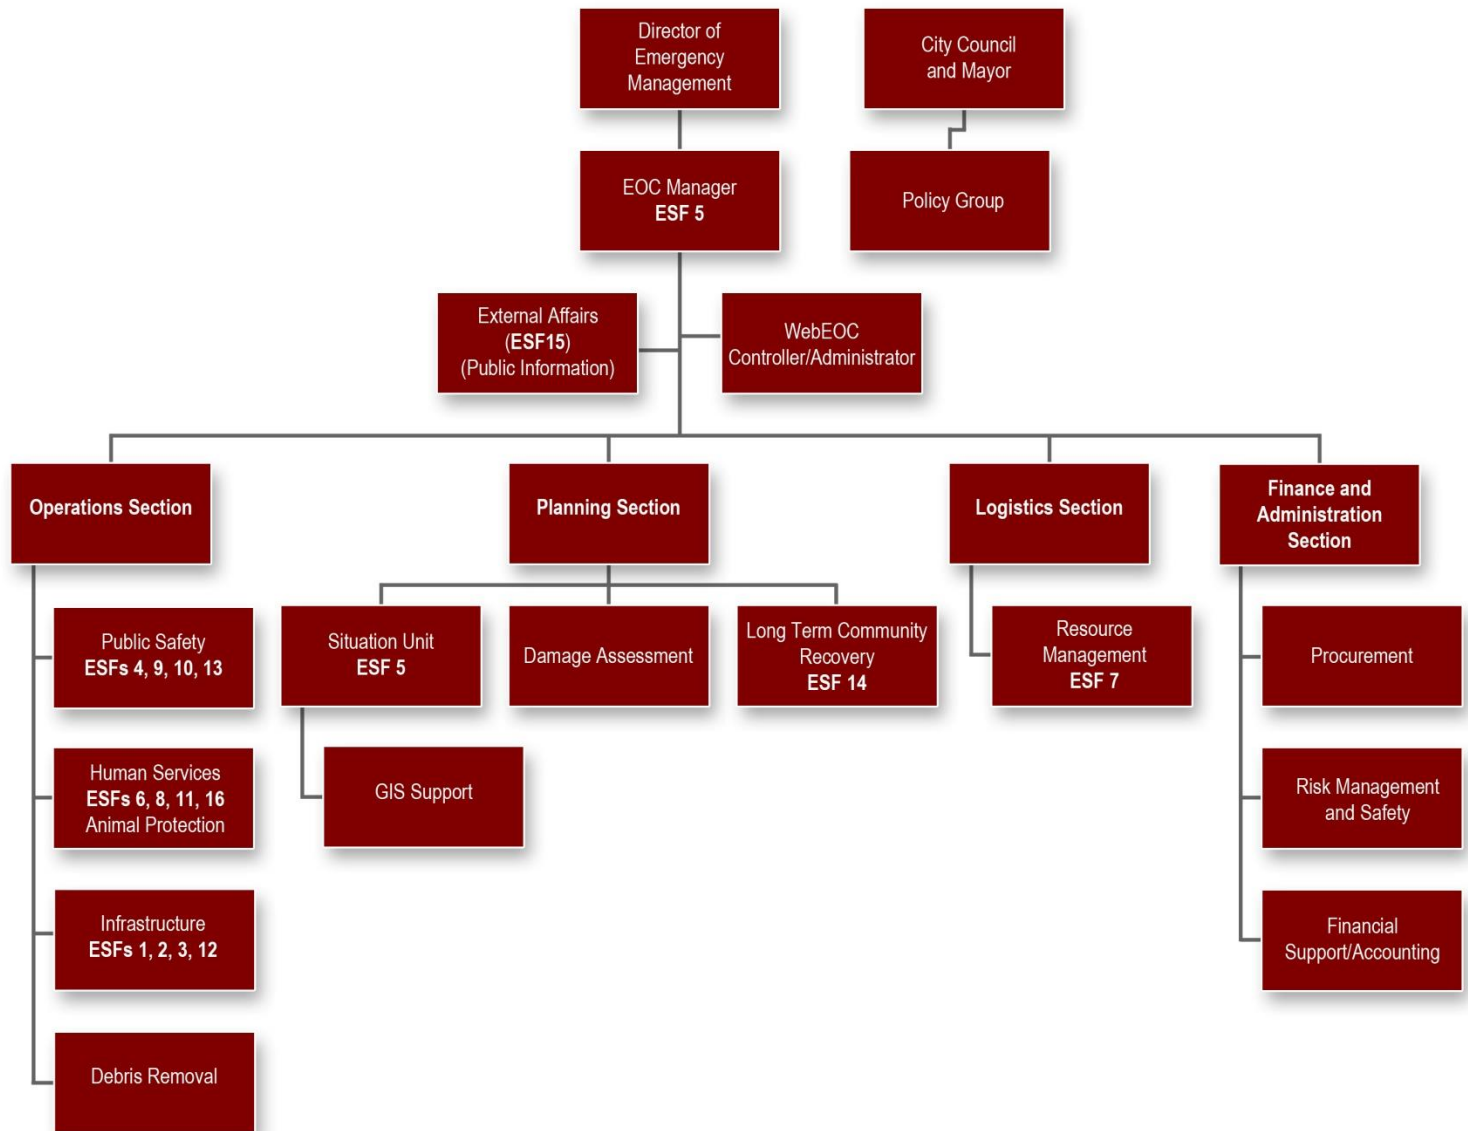 Director of
Emergency
Management
City Council
and Mayor
EOC Manager
ESF 5
Policy Group
External Affairs
(ESF15)
(Public Information)
WebEOC
Controller/Administrator
Operations Section
Planning Section
Logistics Section
Finance and
Administration
Section
Public Safety
ESFs 4, 9, 10, 13
Situation Unit
ESF 5
Damage Assessment
Long Term Community
Recovery
ESF 14
Resource
Management
ESF 7
Procurement
Human Services
ESFs 6, 8, 11, 16
Animal Protection
GIS Support
Risk Management
and Safety
Infrastructure
ESFs 1, 2, 3, 12
Financial
Support/Accounting
Debris Removal